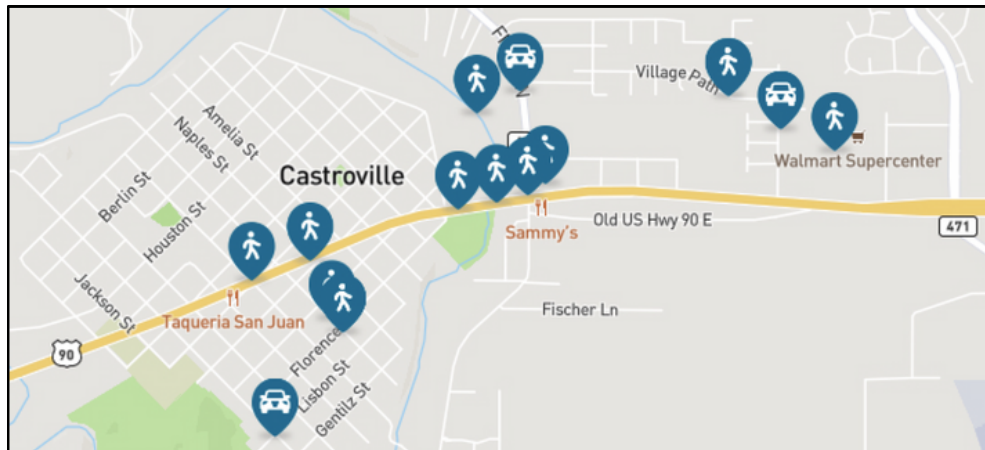 Village Path
Amelia St
Naples St
Castroville
Walmart Supercenter
Berlin St
Houston St
Sammy's
Old US Hwy 90 E
471
Jackson St
Taqueria San Juan
Fischer Ln
90
Florence
Lisbon St
Gentilz St